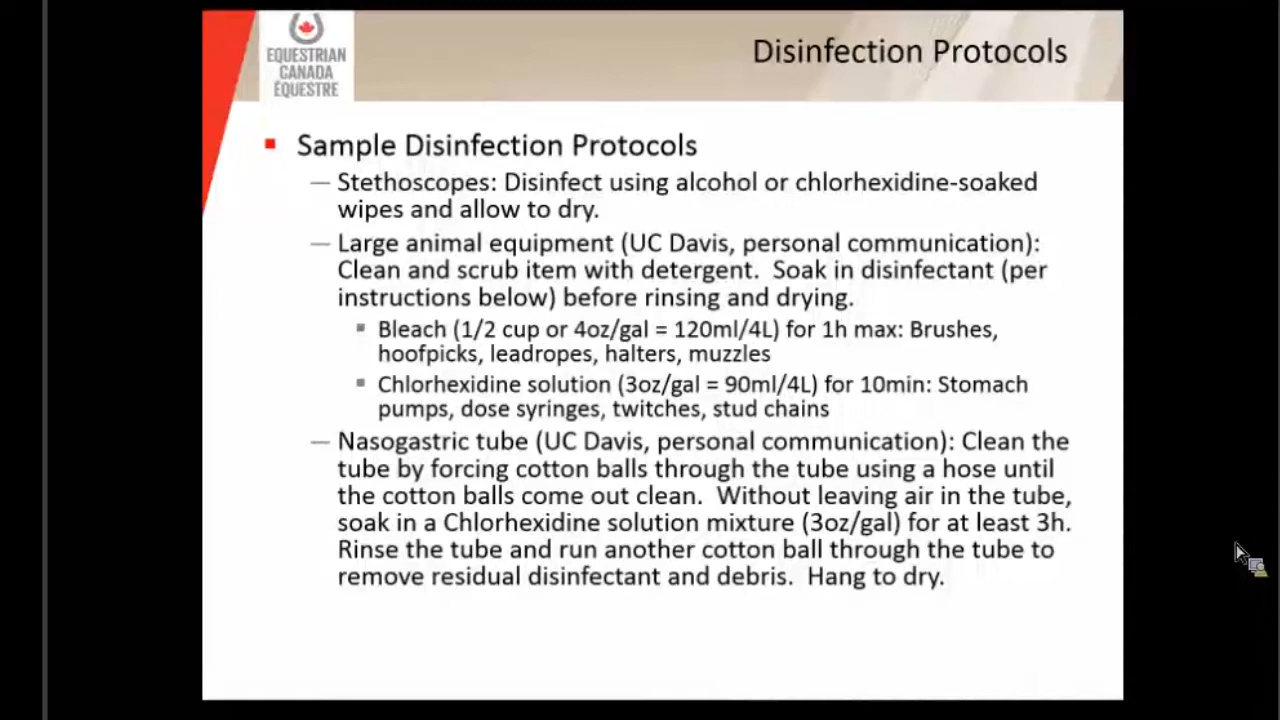 EQUESTRIAN
CANADA
ÉQUESTRE
Disinfection Protocols
Sample Disinfection Protocols
— Stethoscopes: Disinfect using alcohol or chlorhexidine-soaked
wipes and allow to dry.
— Large animal equipment (UC Davis, personal communication):
Clean and scrub item with detergent.  Soak in disinfectant (per
instructions below) before rinsing and drying.
Bleach (1/2 cup or 4oz/gal = 120ml/4L) for 1h max: Brushes,
hoofpicks, leadropes, halters, muzzles
Chlorhexidine solution (3oz/gal = 90ml/4L) for 10min: Stomach
pumps, dose syringes, twitches, stud chains
— Nasogastric tube (UC Davis, personal communication): Clean the
tube by forcing cotton balls through the tube using a hose until
the cotton balls come out clean.  Without leaving air in the tube,
soak in a Chlorhexidine solution mixture (3oz/gal) for at least 3h.
Rinse the tube and run another cotton ball through the tube to
remove residual disinfectant and debris.  Hang to dry.